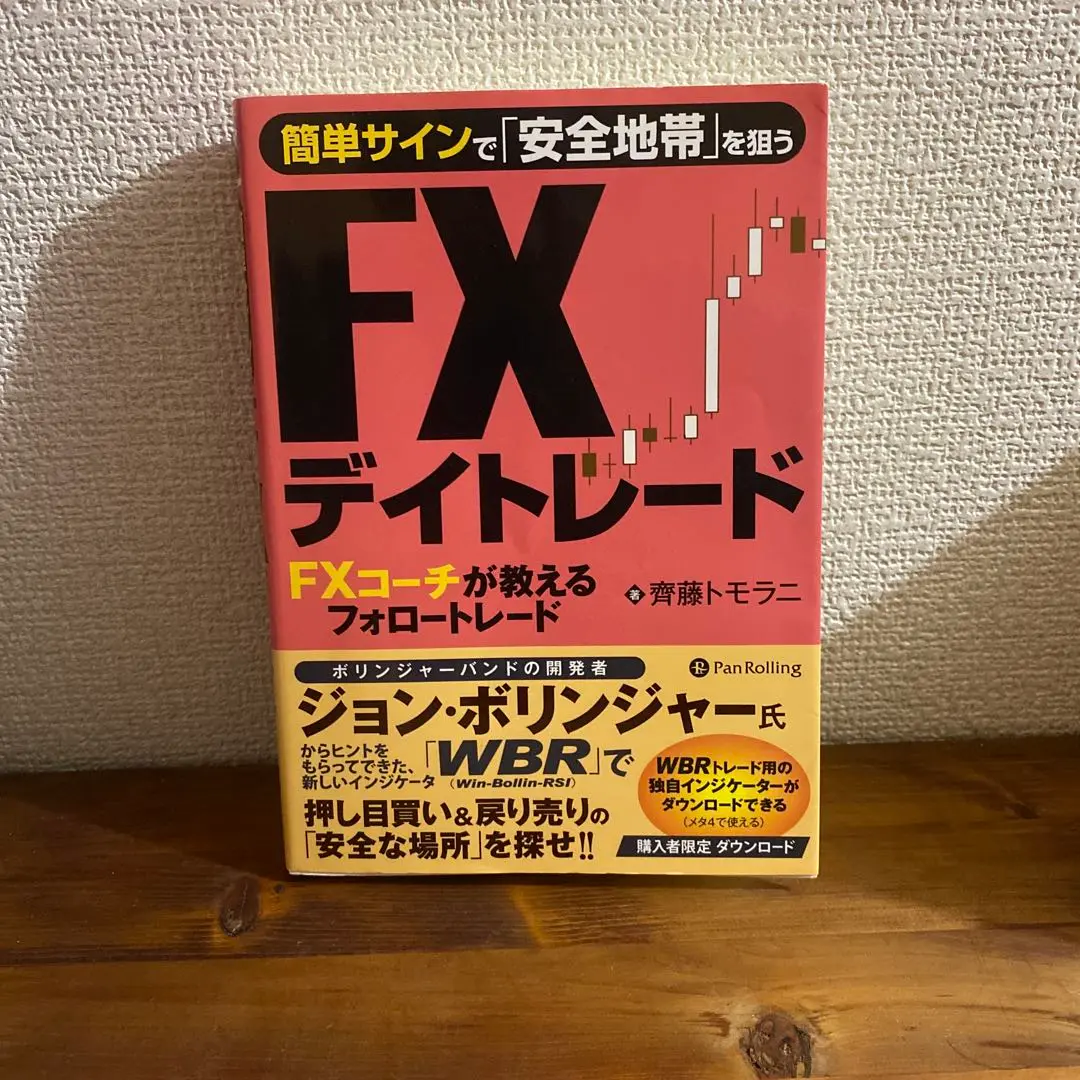 簡単サインで「安全地帯」を狙う
FX
デイトレード
FXコーチが教える
フォロートレード
著 齊藤トモラニ
ボリンジャーバンドの開発者
PanRolling
ジョン・ボリンジャー氏
からヒントを
もらってできた、
新しいインジケータ
「WBR」で
(Win-Bollin-RSI)
押し目買い&戻り売りの
「安全な場所」を探せ!!
WBRトレード用の
独自インジケーターが
ダウンロードできる
(メタ4で使える)
購入者限定 ダウンロード